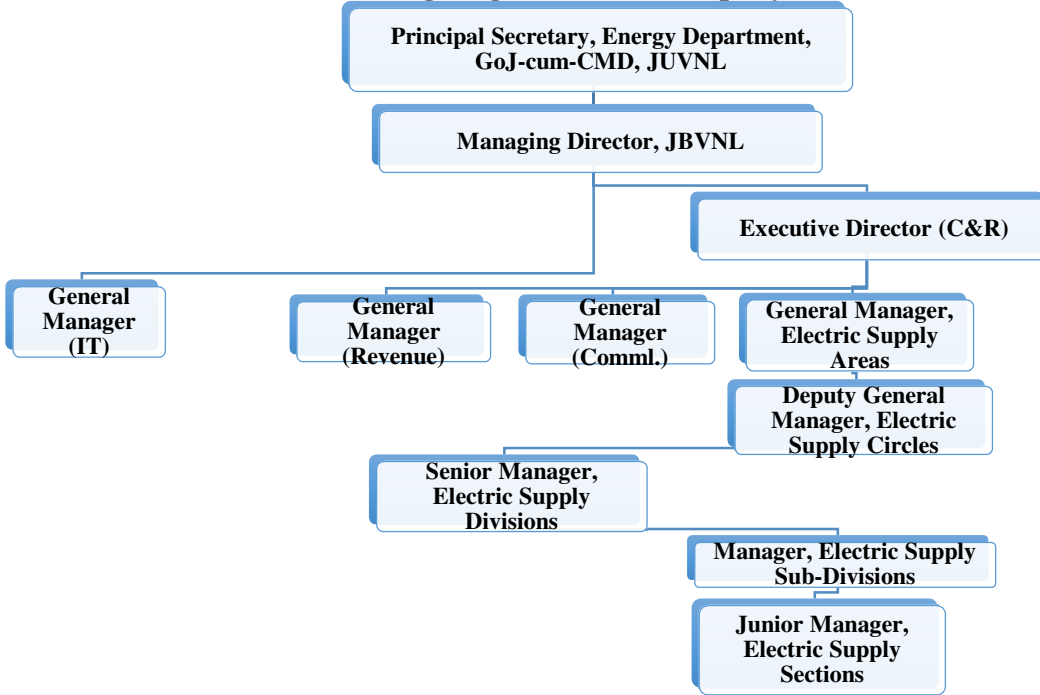 Principal Secretary, Energy Department,
GoJ-cum-CMD, JUVNL
Managing Director, JBVNL
Executive Director (C&R)
General
Manager
(IT)
General
Manager
(Revenue)
General
Manager
(Comml.)
General Manager,
Electric Supply
Areas
Deputy General
Manager, Electric
Supply Circles
Senior Manager,
Electric Supply
Divisions
Manager, Electric Supply
Sub-Divisions
Junior Manager,
Electric Supply
Sections